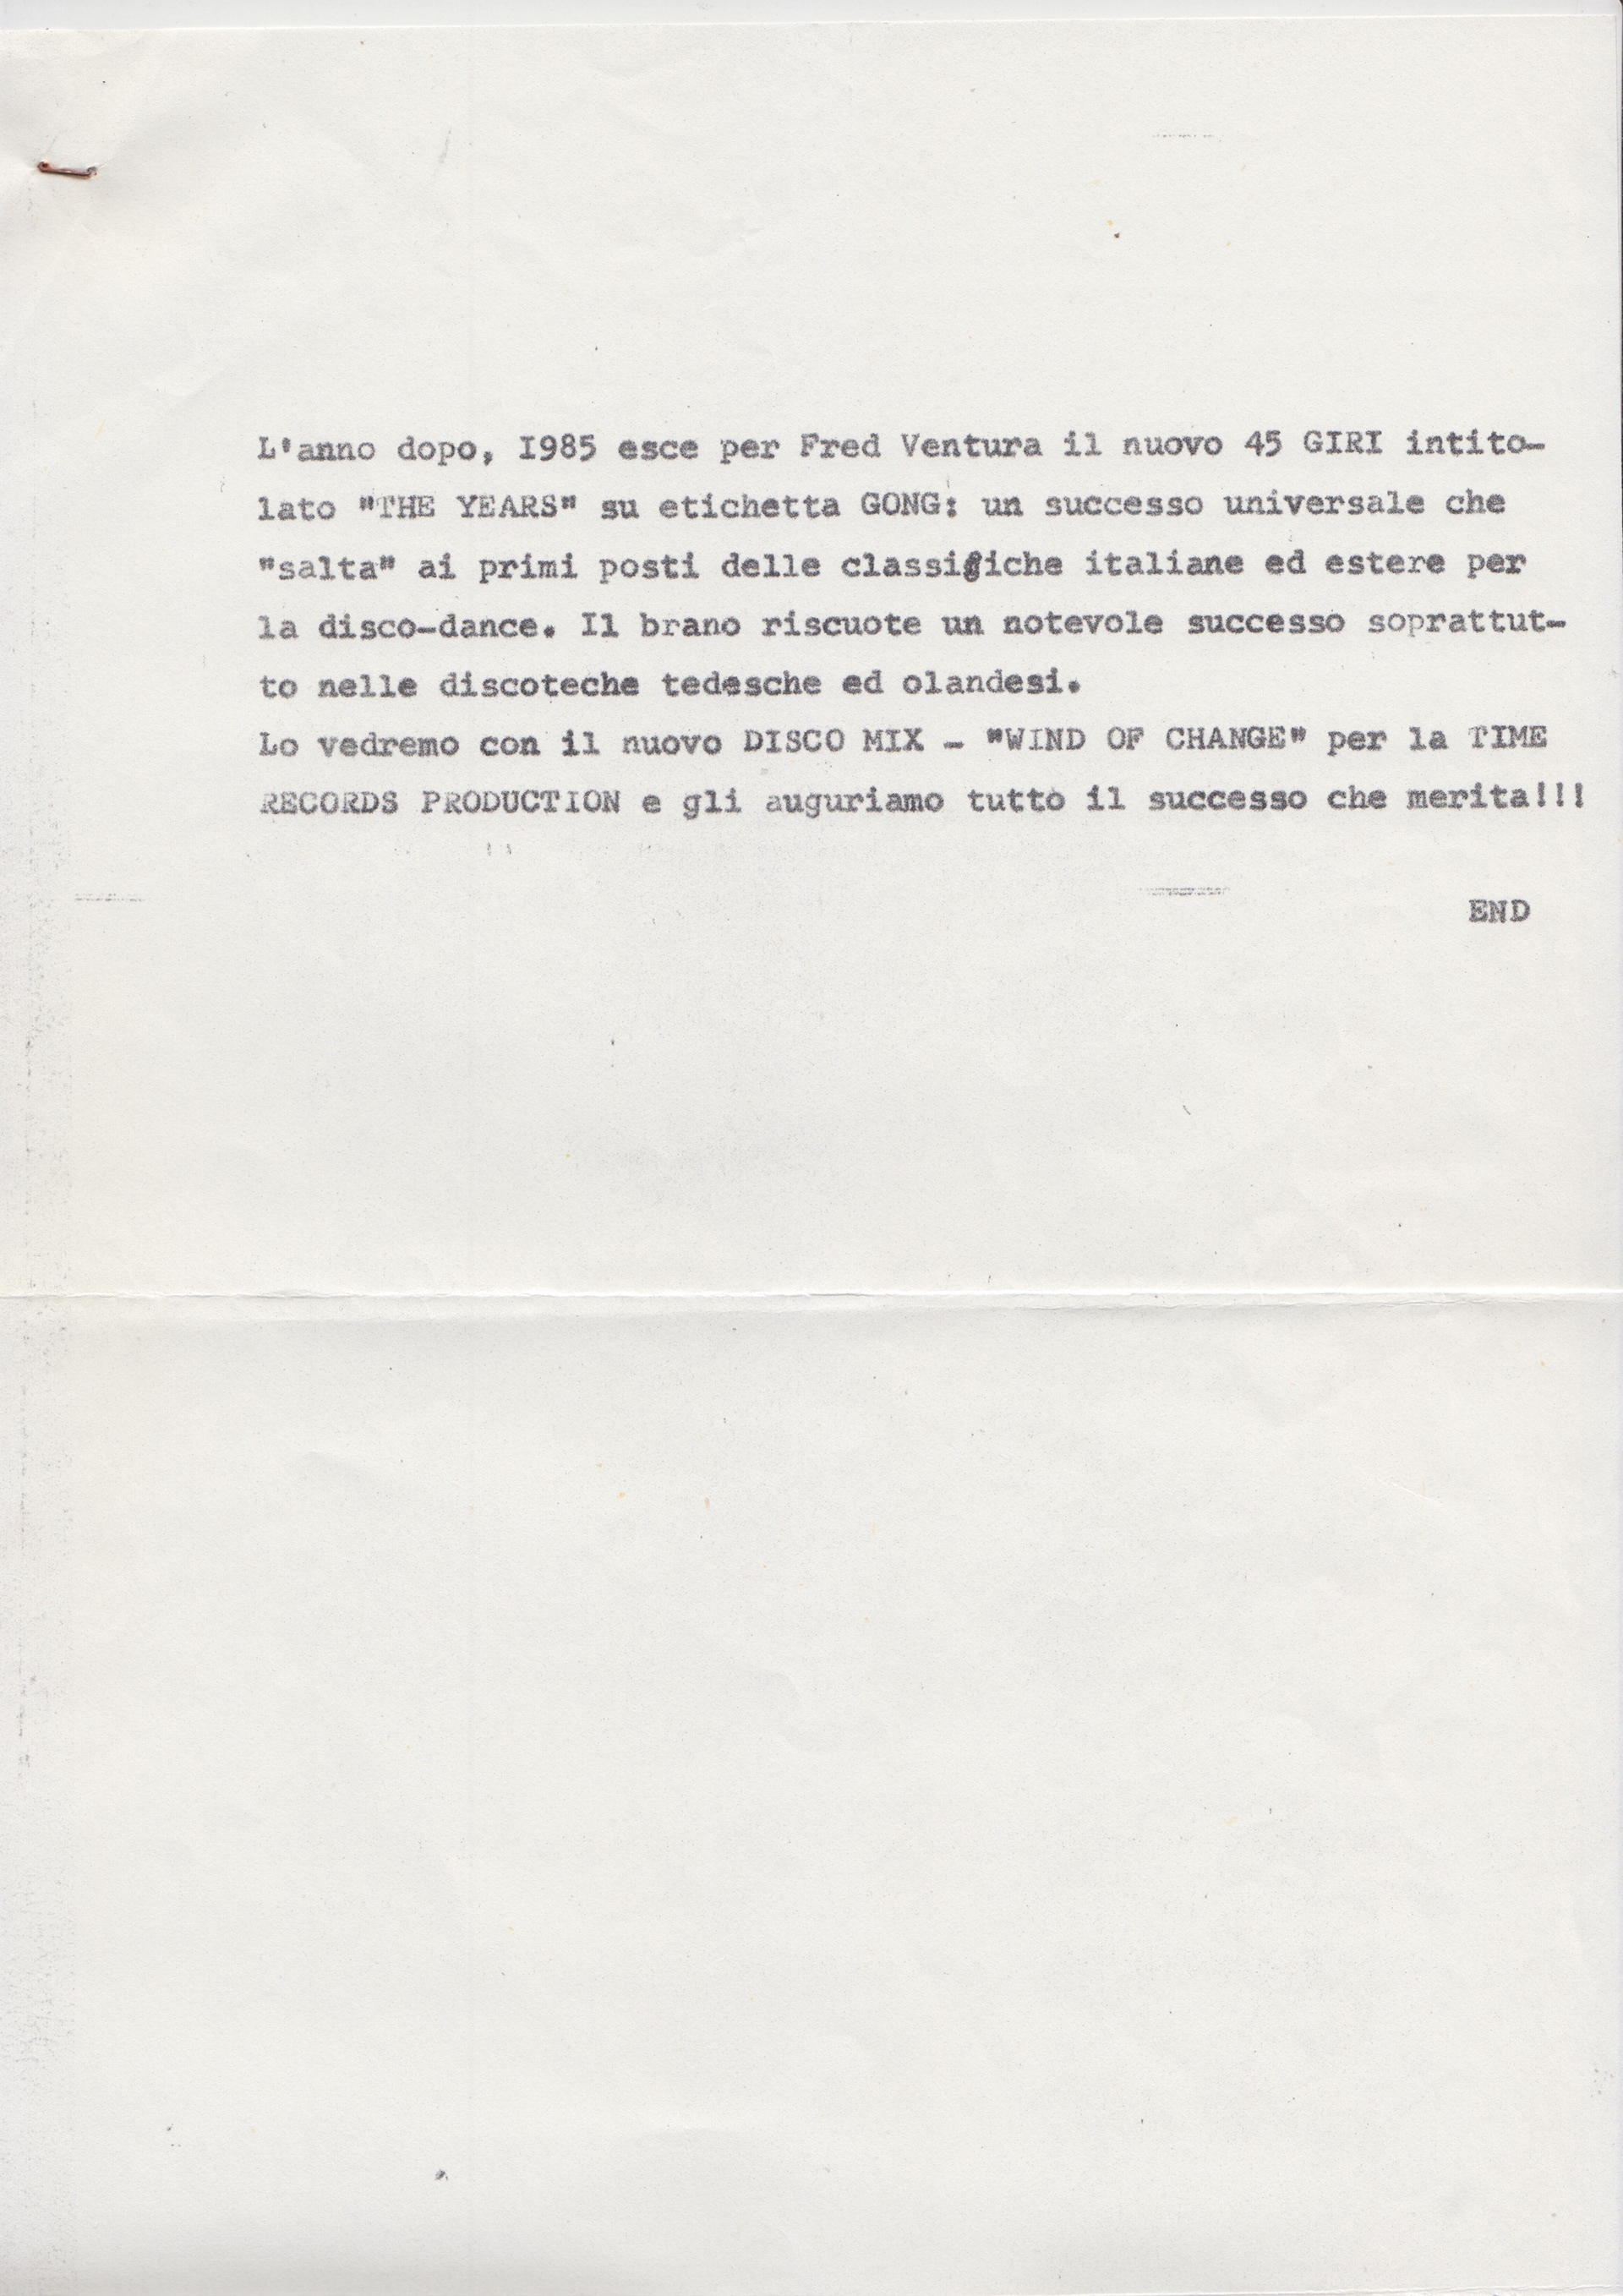 L'anno dopo, I985 esce per Fred Ventura il nuovo 45 GIRI intito-
lato "THE YEARS" su etichetta GONG: un successo universale che
"salta" ai primi posti delle classifiche italiane ed estere per
la disco-dance. Il brano riscuote un notevole successo soprattut-
to nelle discoteche tedesche ed olandesi.
Lo vedremo con il nuovo DISCO MIX - "WIND OF CHANGE" per la TIME
RECORDS PRODUCTION e gli auguriamo tutto il successo che merita!!!
END